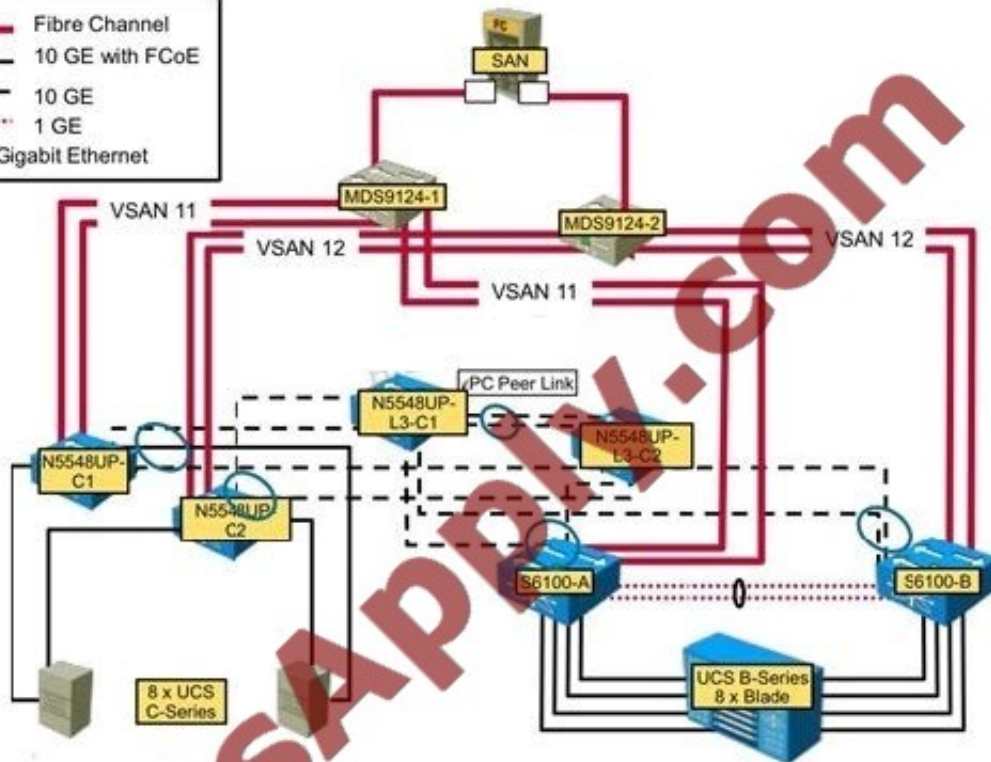 Fibre Channel
10 GE with FCoE
10 GE
1 GE
Gigabit Ethernet
FC
SAN
MDS9124-1
MDS9124-2
VSAN 11
VSAN 12
VSAN 12
VSAN 11
PC Peer Link
N5548UP-
L3-C1
N5548UP-
L3-C2
N5548UP-
C1
N5548UP
C2
S6100-A
S6100-B
8 x UCS
C-Series
UCS B-Series
8 x Blade
sApply.com